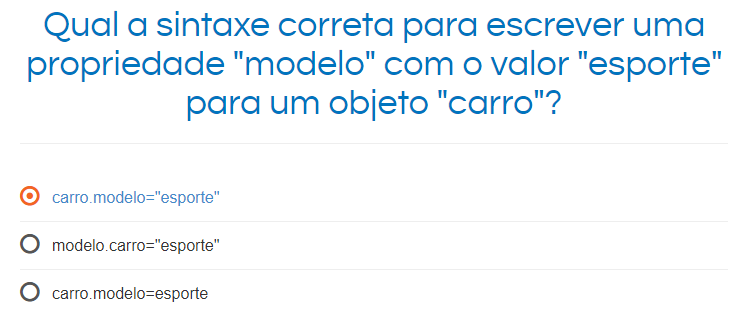 Qual a sintaxe correta para escrever uma
propriedade "modelo" com o valor "esporte"
para um objeto "carro"?
carro.modelo="esporte"
modelo.carro="esporte"
carro.modelo=esporte